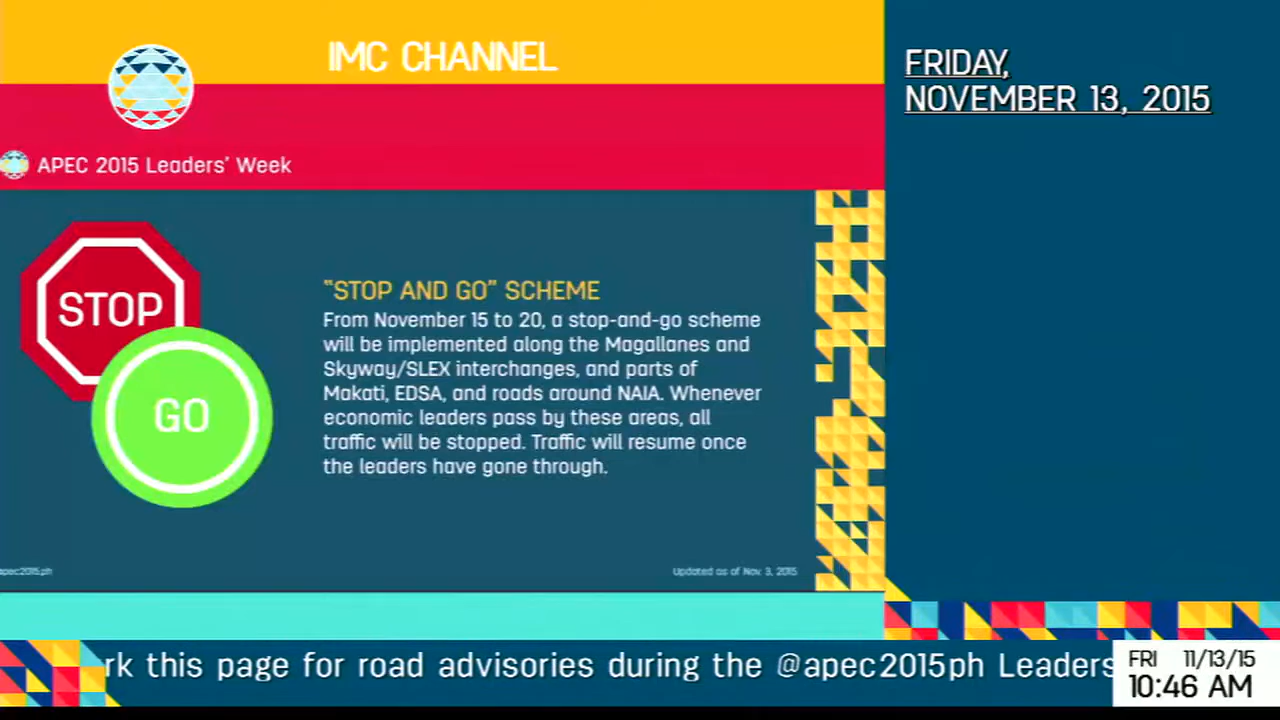 IMC CHANNEL
FRIDAY,
NOVEMBER 13, 2015
APEC 2015 Leaders' Week
STOP
GO
"STOP AND GO" SCHEME
From November 15 to 20, a stop-and-go scheme
will be implemented along the Magallanes and
Skyway/SLEX interchanges, and parts of
Makati, EDSA, and roads around NAIA. Whenever
economic leaders pass by these areas, all
traffic will be stopped. Traffic will resume once
the leaders have gone through.
apec2015.ph
Updated as of Nov. 3, 2015
rk this page for road advisories during the @apec2015ph Leaders
FRI 11/13/15
10:46 AM